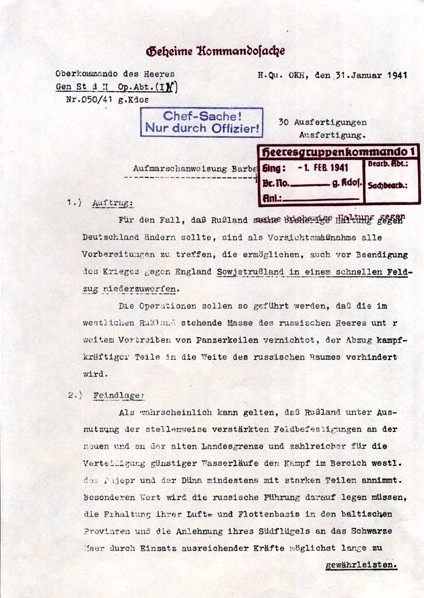 Geheime Kommandosache
Oberkommando des Heeres
H.Qu. OKH, den 31.Januar 1941
Gen St d H Op.Abt.(I
Nr.050/41 g.Kdos
Chef-Sache!
Nur durch Offizier!
30 Ausfertigungen
Ausfertigung.
Heeresgruppenkommando 1
Eing: -1. FEB. 1941
Bearb. Abt.:
Br. No. g. Kdos.
Sachbearb.:
Anl.:
Aufmarschanweisung Barb
1.) Auftrag:
Für den Fall, daß Rußland seine bisherige Haltung gegen
Deutschland ändern sollte, sind als Vorsichtsmaßnahme alle
Vorbereitungen zu treffen, die ermöglichen, auch vor Beendigung
des Krieges gegen England Sowjetrußland in einem schnellen Feld-
zug niederzuwerfen.
Die Operationen sollen so geführt werden, daß die im
westlichen Rußland stehende Masse des russischen Heeres unt r
weitem Vortreiben von Panzerkeilen vernichtet, der Abzug kampf-
kräftiger Teile in die Weite des russischen Raumes verhindert
wird.
2.) Feindlage:
Als wahrscheinlich kann gelten, daß Rußland unter Aus-
nutzung der stellenweise verstärkten Feldbefestigungen an der
neuen und an der alten Landesgrenze und zahlreicher für die
Verteidigung günstiger Wasserläufe den Kampf im Bereich westl.
des Dnjepr und der Düna mindestens mit starken Teilen annimmt.
Besonderen Wert wird die russische Führung darauf legen müssen,
die Erhaltung ihrer Luft- und Flottenbasis in den baltischen
Provinzen und die Anlehnung ihres Südflügels an das Schwarze
Meer durch Einsatz ausreichender Kräfte möglichst lange zu
gewährleisten.